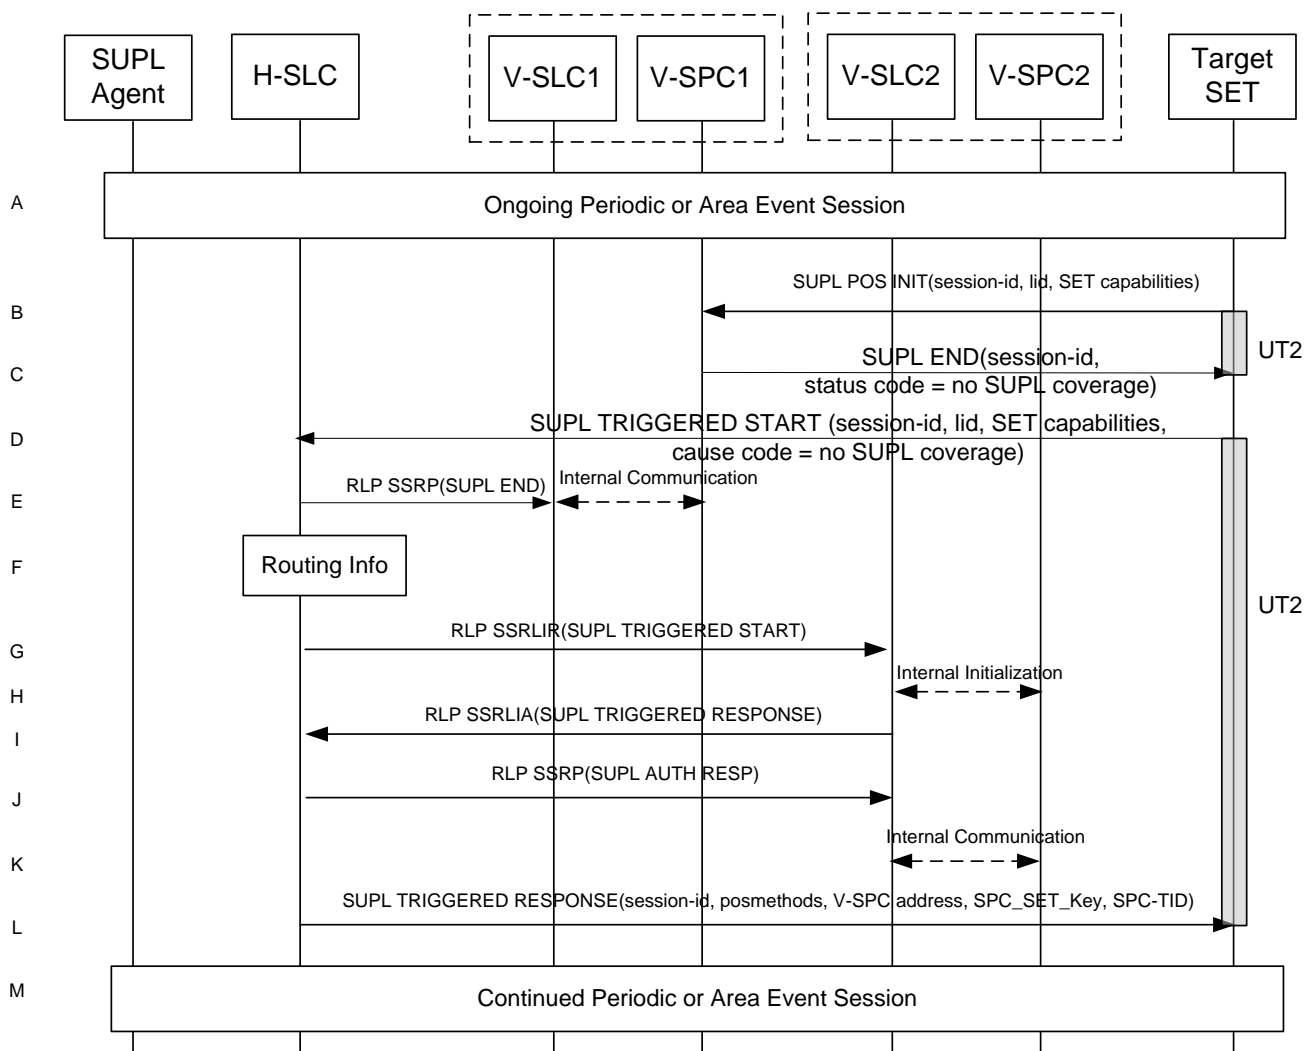 SUPL
Agent
H-SLC
V-SLC1
V-SPC1
V-SLC2
V-SPC2
Target
SET
A
Ongoing Periodic or Area Event Session
SUPL POS INIT(session-id, lid, SET capabilities)
B
UT2
SUPL END(session-id,
status code = no SUPL coverage)
C
SUPL TRIGGERED START (session-id, lid, SET capabilities,
cause code = no SUPL coverage)
D
RLP SSRP(SUPL END)
Internal Communication
E
Routing Info
F
UT2
RLP SSRLIR(SUPL TRIGGERED START)
G
Internal Initialization
H
RLP SSRLIA(SUPL TRIGGERED RESPONSE)
I
RLP SSRP(SUPL AUTH RESP)
J
Internal Communication
K
SUPL TRIGGERED RESPONSE(session-id, posmethods, V-SPC address, SPC_SET_Key, SPC-TID)
L
M
Continued Periodic or Area Event Session